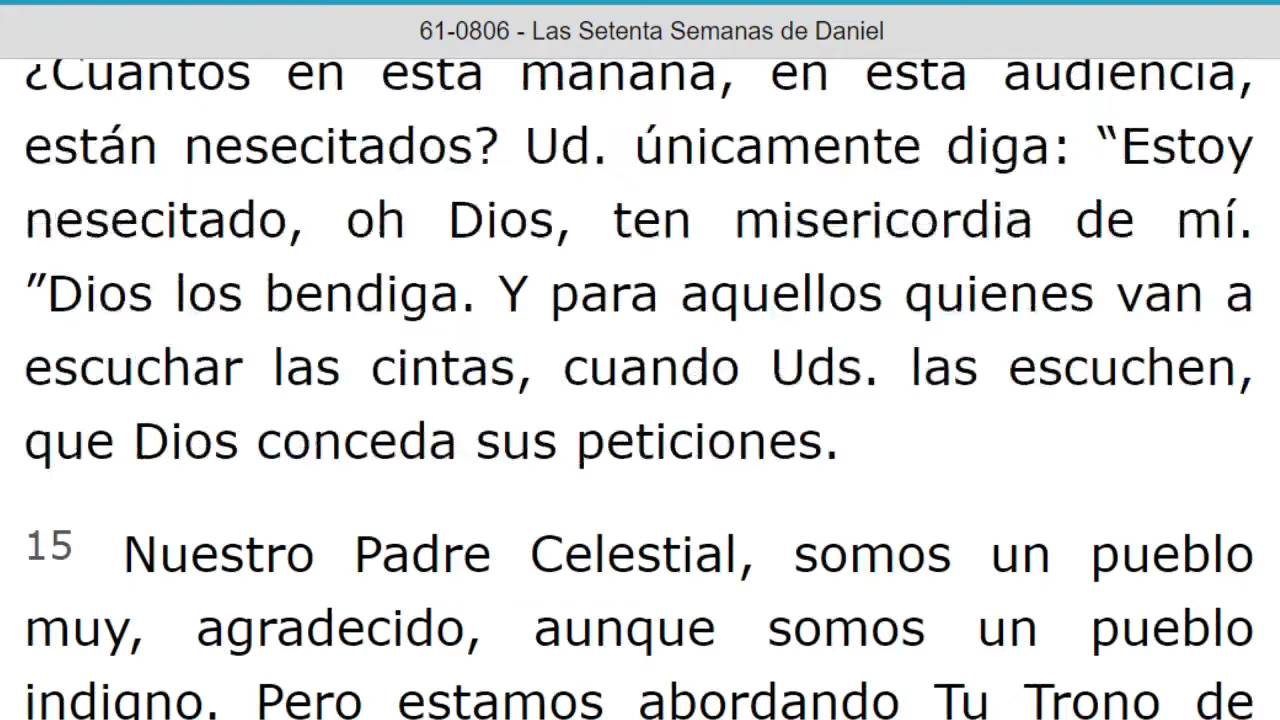 61-0806 - Las Setenta Semanas de Daniel
¿Cuántos en esta mañana, en esta audiencia,
están nesecitados? Ud. únicamente diga: “Estoy
nesecitado, oh Dios, ten misericordia de mí.
”Dios los bendiga. Y para aquellos quienes van a
escuchar las cintas, cuando Uds. las escuchen,
que Dios conceda sus peticiones.
15 Nuestro Padre Celestial, somos un pueblo
muy, agradecido, aunque somos un pueblo
indigno. Pero estamos abordando Tu Trono de